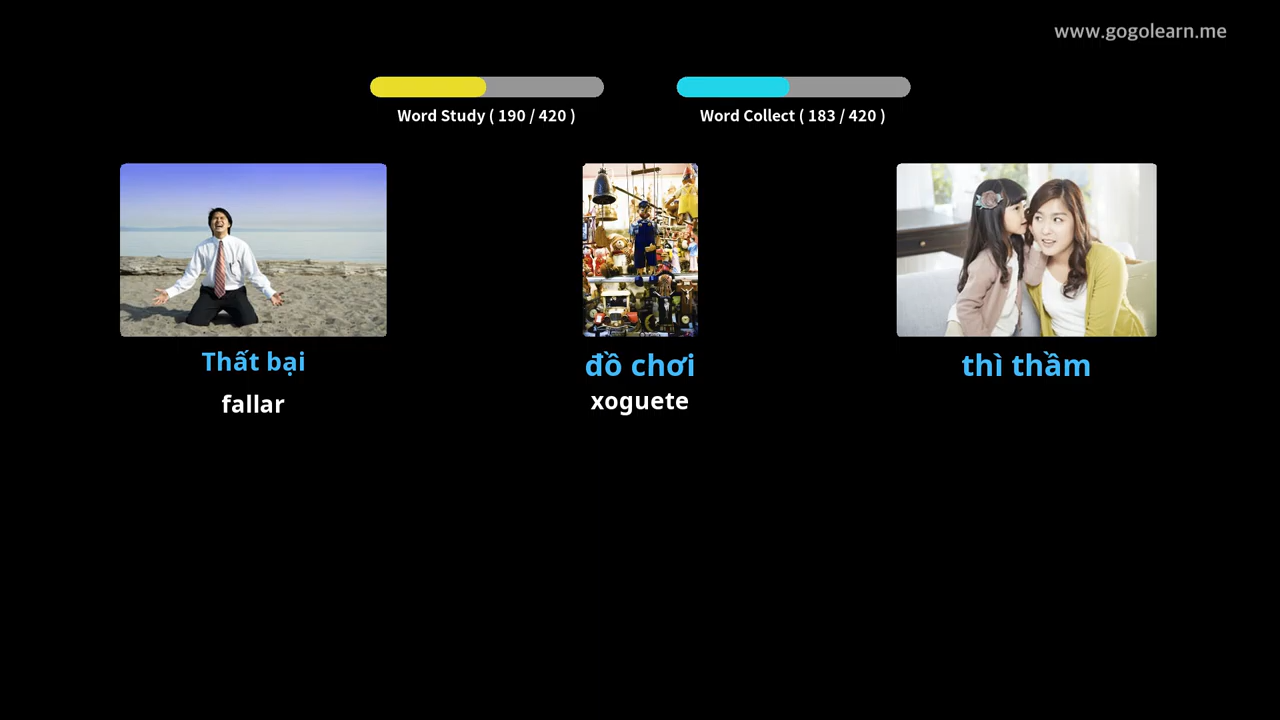 www.gogolearn.me
Word Study ( 190 / 420 )
Word Collect ( 183 / 420 )
Thất bại
fallar
đồ chơi
xoguete
thì thầm